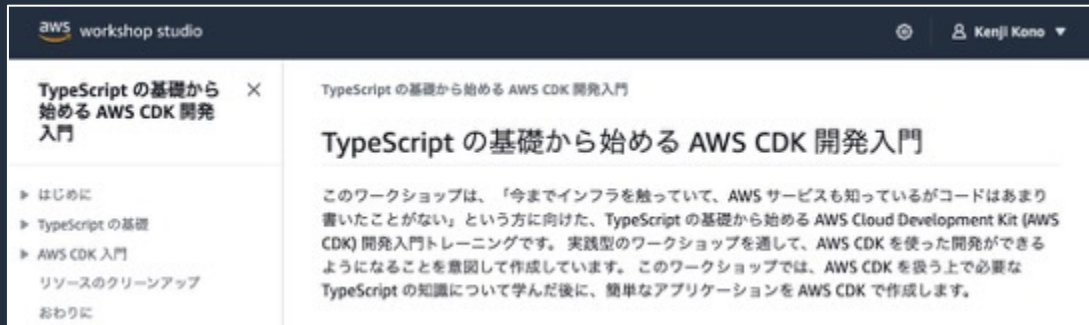 aws workshop studio
Kenji Kono
TypeScript の基礎から
始める AWS CDK 開発
入門
はじめに
TypeScript の基礎
AWS CDK 入門
リソースのクリーンアップ
おわりに
TypeScript の基礎から始める AWS CDK 開発入門
TypeScript の基礎から始める AWS CDK 開発入門
このワークショップは、「今までインフラを触っていて、AWS サービスも知っているがコードはあまり
書いたことがない」という方に向けた、TypeScript の基礎から始める AWS Cloud Development Kit (AWS
CDK) 開発入門トレーニングです。 実践型のワークショップを通して、AWS CDK を使った開発ができる
ようになることを意図して作成しています。 このワークショップでは、AWS CDK を扱う上で必要な
TypeScript の知識について学んだ後に、簡単なアプリケーションを AWS CDK で作成します。